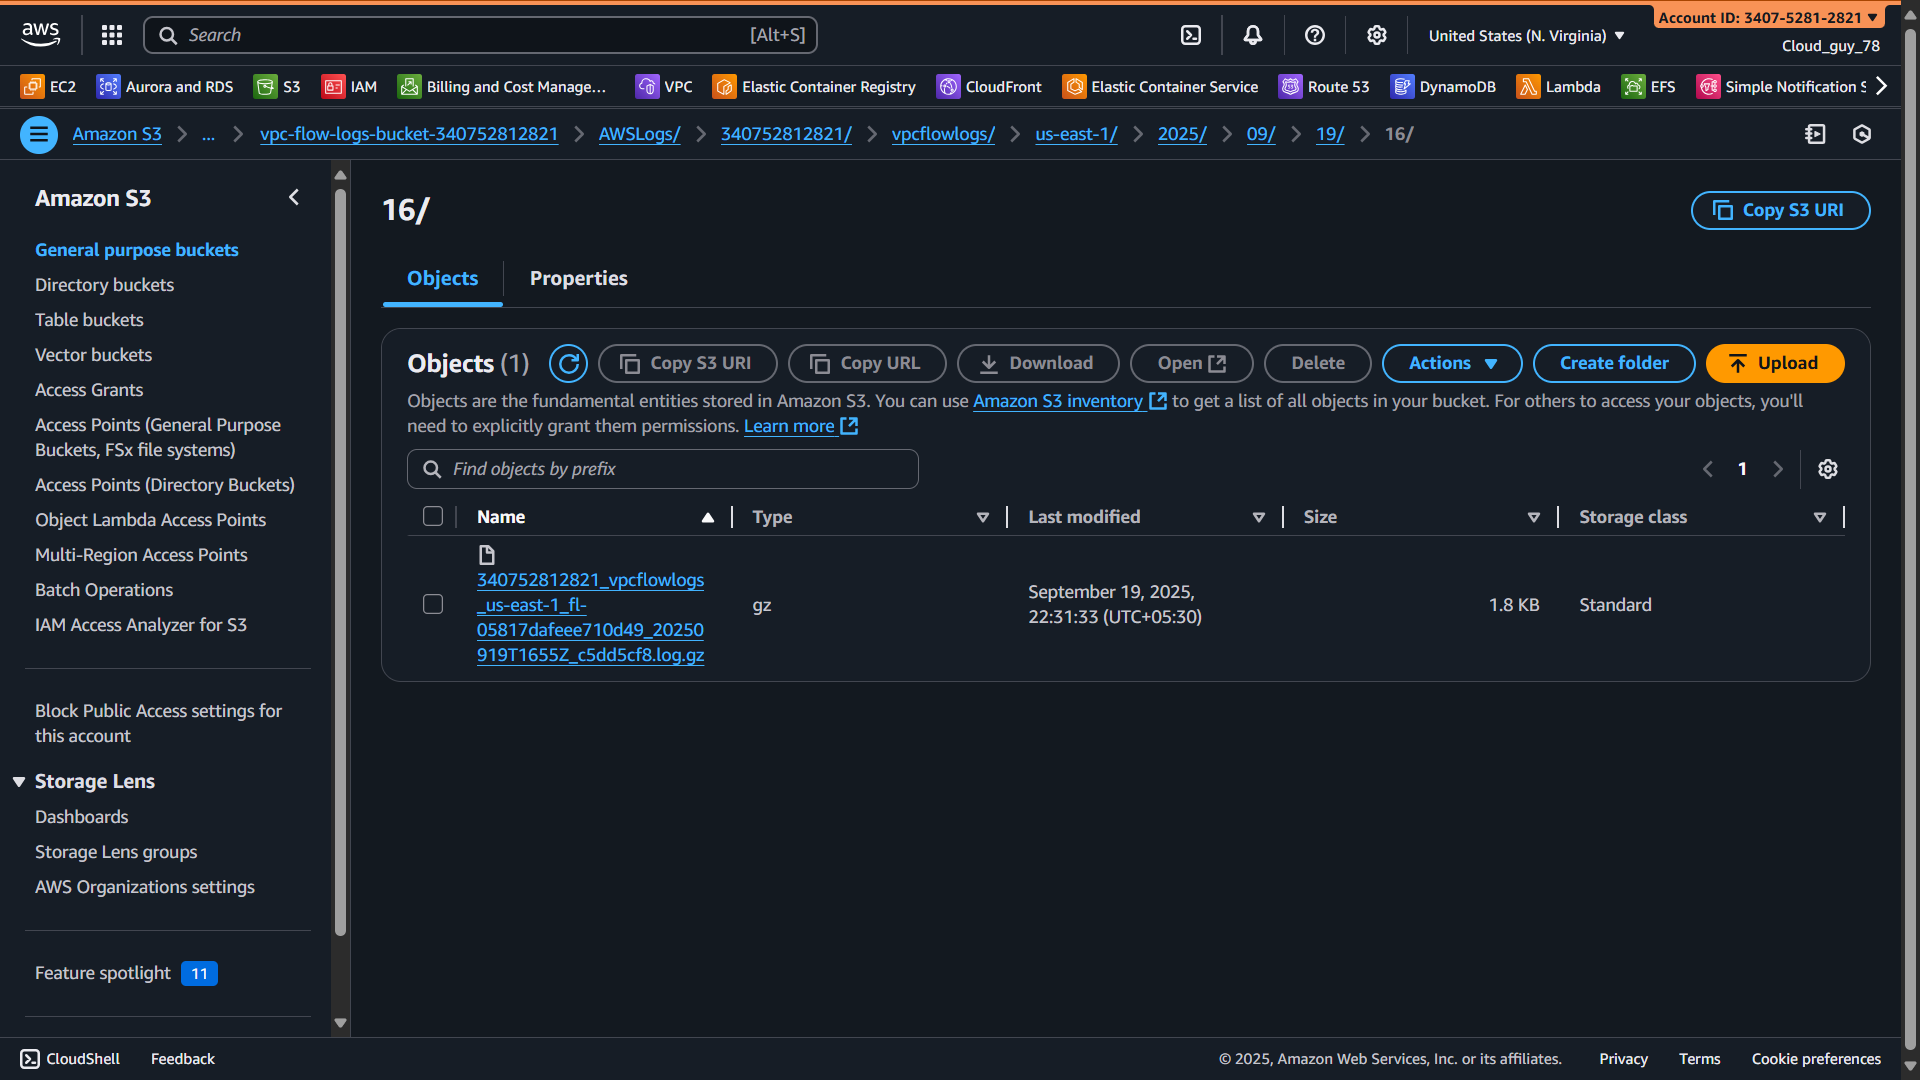 aws
Search [Alt+S]
United States (N. Virginia)
Account ID: 3407-5281-2821
Cloud_guy_78
EC2 Aurora and RDS S3 IAM Billing and Cost Manage... VPC Elastic Container Registry CloudFront Elastic Container Service Route 53 DynamoDB Lambda EFS Simple Notification S
Amazon S3 ... vpc-flow-logs-bucket-340752812821 AWSLogs/ 340752812821/ vpcflowlogs/ us-east-1/ 2025/ 09/ 19/ 16/
Amazon S3
General purpose buckets
Directory buckets
Table buckets
Vector buckets
Access Grants
Access Points (General Purpose
Buckets, FSx file systems)
Access Points (Directory Buckets)
Object Lambda Access Points
Multi-Region Access Points
Batch Operations
IAM Access Analyzer for S3
Block Public Access settings for
this account
Storage Lens
Dashboards
Storage Lens groups
AWS Organizations settings
Feature spotlight 11
16/
Copy S3 URI
Objects Properties
Objects (1) Copy S3 URI Copy URL Download Open Delete Actions Create folder Upload
Objects are the fundamental entities stored in Amazon S3. You can use Amazon S3 inventory to get a list of all objects in your bucket. For others to access your objects, you'll
need to explicitly grant them permissions. Learn more
Find objects by prefix
1
Name Type Last modified Size Storage class
340752812821_vpcflowlogs
_us-east-1_fl-
05817dafeee710d49_20250
919T1655Z_c5dd5cf8.log.gz
gz
September 19, 2025,
22:31:33 (UTC+05:30)
1.8 KB
Standard
CloudShell Feedback
© 2025, Amazon Web Services, Inc. or its affiliates. Privacy Terms Cookie preferences